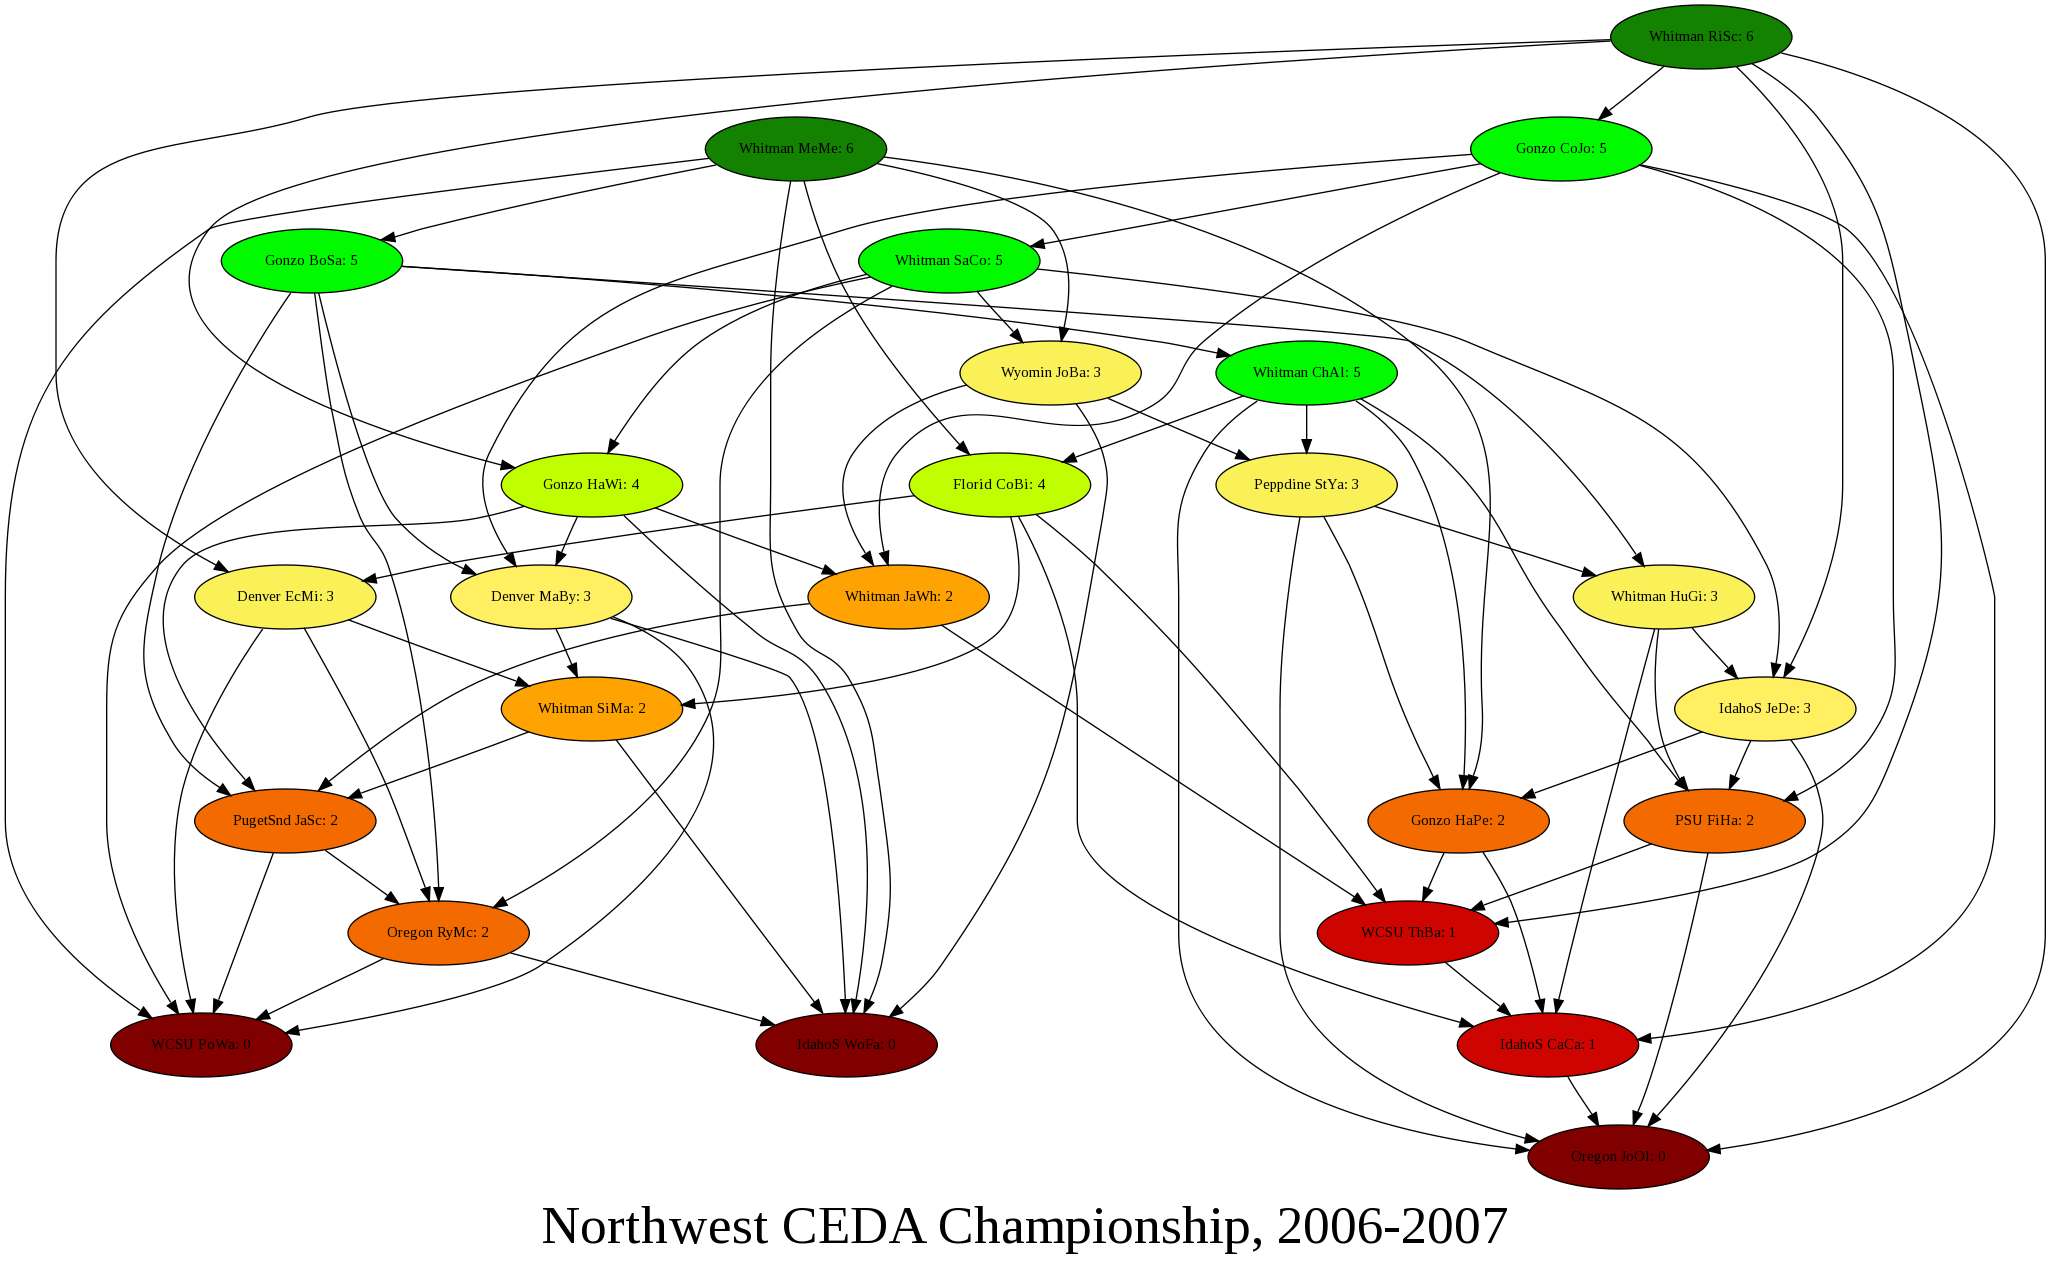 Whitman RiSc: 6
Whitman MeMe: 6
Gonzo CoJo: 5
Gonzo BoSa: 5
Whitman SaCo: 5
Wyomin JoBa: 3
Whitman ChAl: 5
Gonzo HaWi: 4
Florid CoBi: 4
Peppdine StYa: 3
Denver EcMi: 3
Denver MaBy: 3
Whitman JaWh: 2
Whitman HuGi: 3
Whitman SiMa: 2
IdahoS JeDe: 3
PugetSnd JaSc: 2
Gonzo HaPe: 2
PSU FiHa: 2
Oregon RyMc: 2
WCSU ThBa: 1
WCSU PoWa: 0
IdahoS WoFa: 0
IdahoS CaCa: 1
Oregon JoOl: 0
Northwest CEDA Championship, 2006-2007